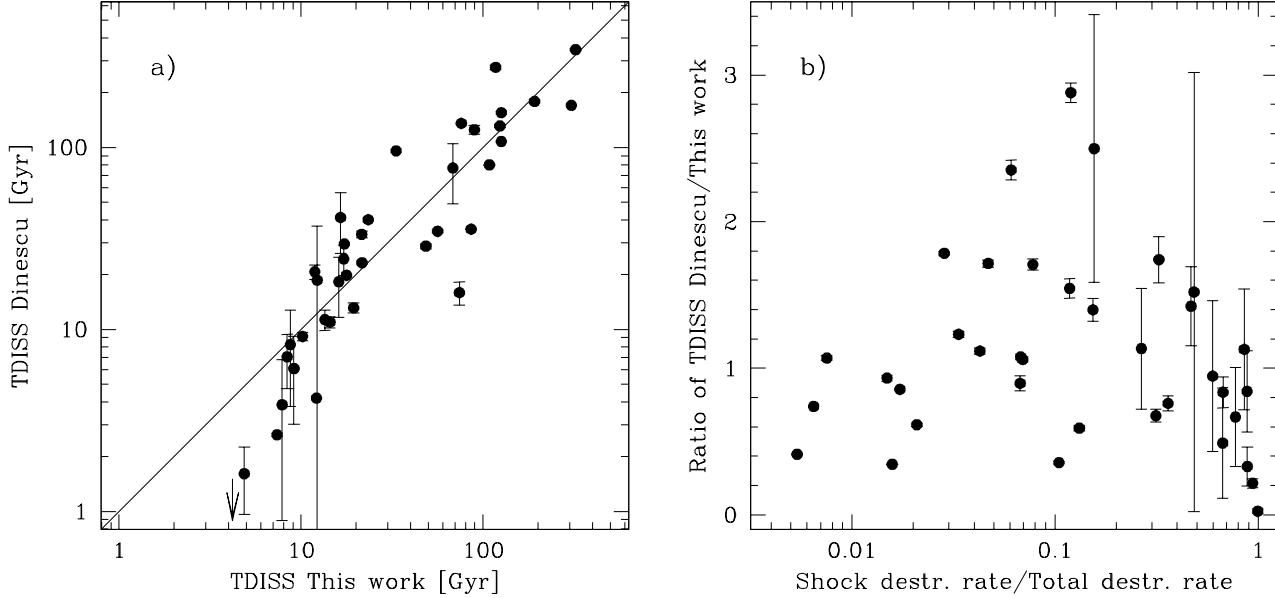 a)
100
10
1
TDISS Dinescu [Gyr]
1 10 100
TDISS This work [Gyr]
b)
3
2
1
0
Ratio of TDISS Dinescu/This work
0.01 0.1 1
Shock destr. rate/Total destr. rate